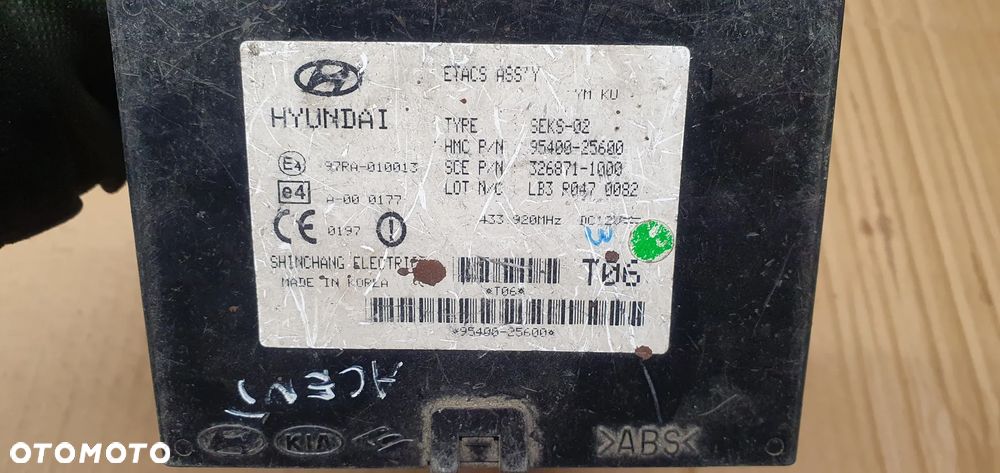 HYUNDAI
ETACS ASS'Y
YM KU
TYPE SEKS-02
HMC P/N 95400-25600
SCE P/N 326871-1000
LOT N/C LB3 R047 0082
E4 97RA-010013
e4 A-00 0177
CE 0197
433 920MHz DC12V
3
SHINCHANG ELECTRIC
MADE IN KOREA
*T06*
T06
*95400-25600*
ACENT
KIA
>ABS<
OTOMOTO